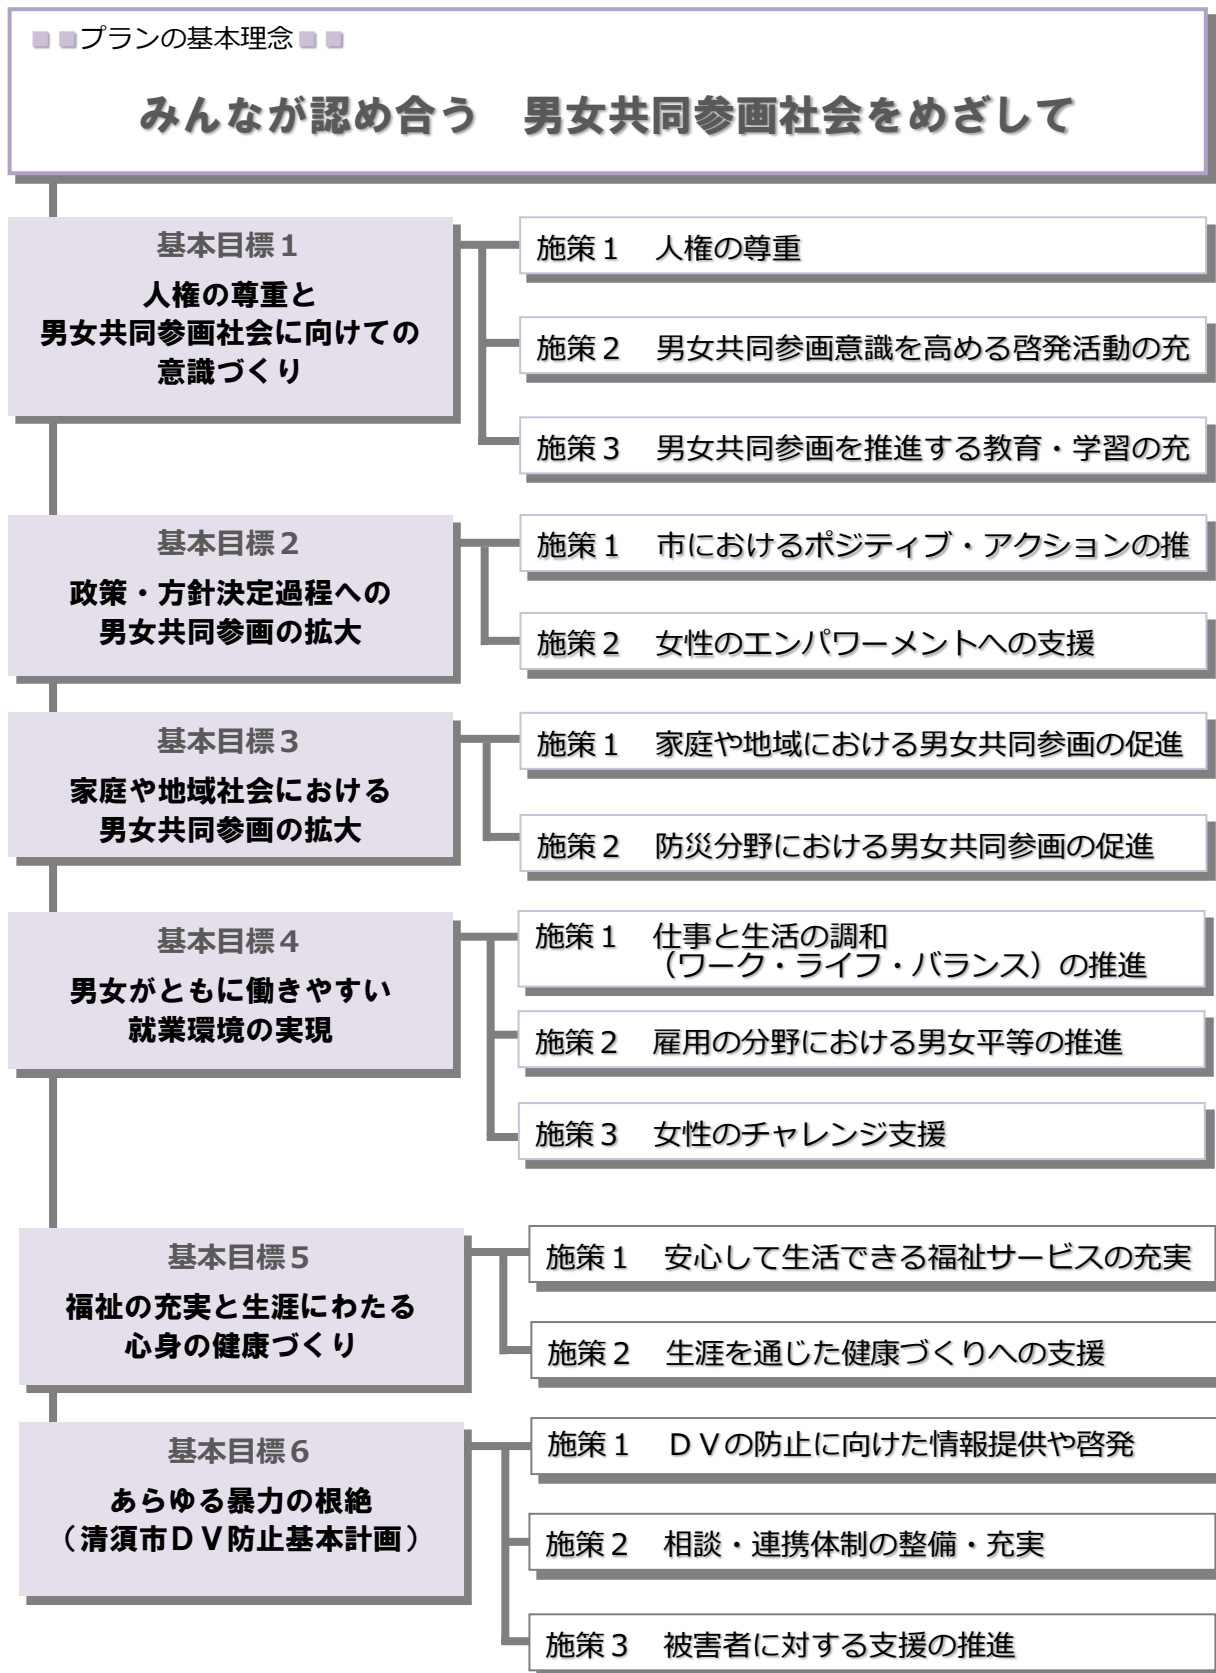 ■■プランの基本理念■■
みんなが認め合う　男女共同参画社会をめざして
基本目標１
人権の尊重と
男女共同参画社会に向けての
意識づくり
施策１　人権の尊重
施策２　男女共同参画意識を高める啓発活動の充
施策３　男女共同参画を推進する教育・学習の充
基本目標２
政策・方針決定過程への
男女共同参画の拡大
施策１　市におけるポジティブ・アクションの推
施策２　女性のエンパワーメントへの支援
基本目標３
家庭や地域社会における
男女共同参画の拡大
施策１　家庭や地域における男女共同参画の促進
施策２　防災分野における男女共同参画の促進
基本目標４
男女がともに働きやすい
就業環境の実現
施策１　仕事と生活の調和
（ワーク・ライフ・バランス）の推進
施策２　雇用の分野における男女平等の推進
施策３　女性のチャレンジ支援
基本目標５
福祉の充実と生涯にわたる
心身の健康づくり
施策１　安心して生活できる福祉サービスの充実
施策２　生涯を通じた健康づくりへの支援
基本目標６
あらゆる暴力の根絶
（清須市ＤＶ防止基本計画）
施策１　ＤＶの防止に向けた情報提供や啓発
施策２　相談・連携体制の整備・充実
施策３　被害者に対する支援の推進